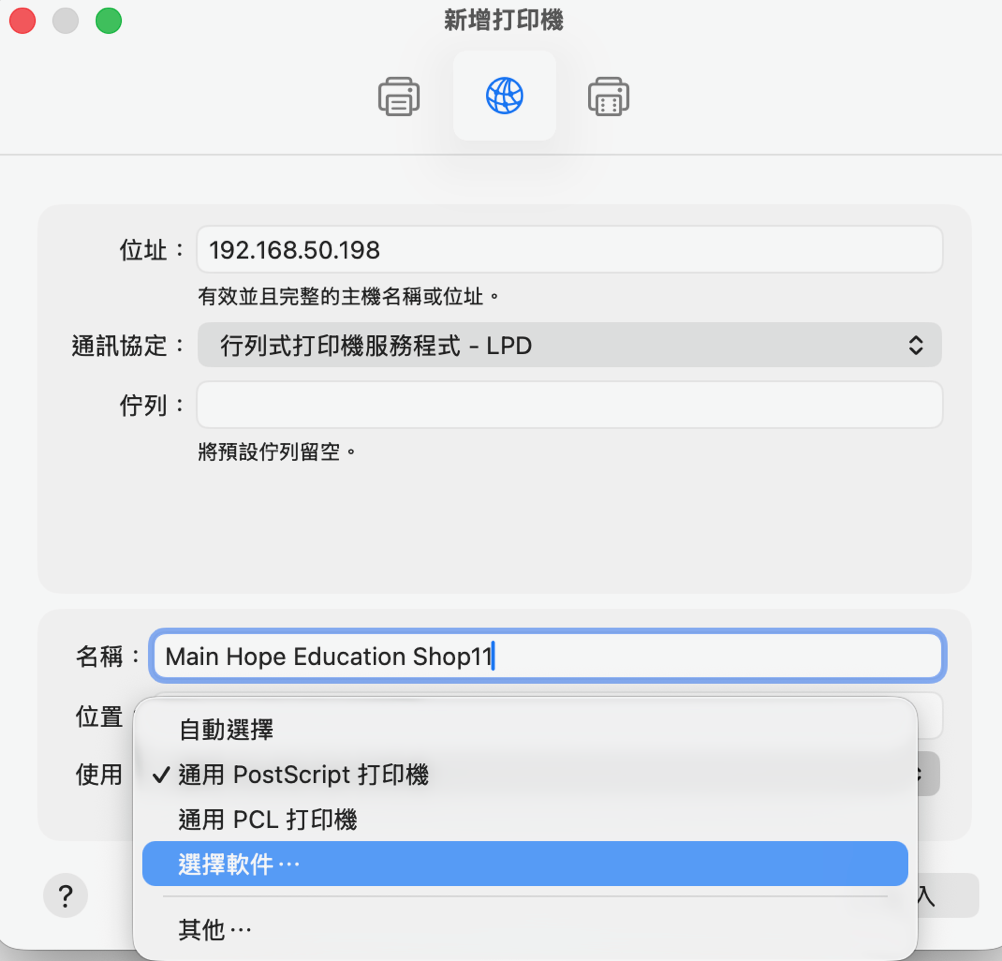 新增打印機
位址：
192.168.50.198
有效並且完整的主機名稱或位址。
通訊協定：
行列式打印機服務程式 – LPD
佇列：
將預設佇列留空。
名稱：
Main Hope Education Shop11
位置
使用
自動選擇
✓ 通用 PostScript 打印機
通用 PCL 打印機
選擇軟件⋯
其他⋯
?
入